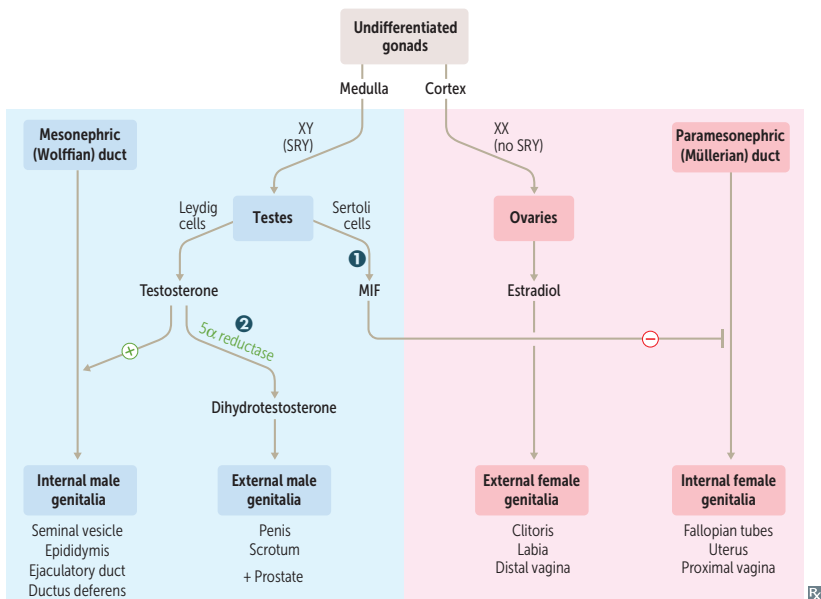 Undifferentiated
gonads
Medulla
Cortex
Mesonephric
(Wolffian) duct
XY
(SRY)
XX
(no SRY)
Paramesonephric
(Müllerian) duct
Leydig
cells
Testes
Sertoli
cells
Ovaries
1
Testosterone
MIF
Estradiol
2
5α reductase
+
−
Dihydrotestosterone
Internal male
genitalia
Seminal vesicle
Epididymis
Ejaculatory duct
Ductus deferens
External male
genitalia
Penis
Scrotum
+ Prostate
External female
genitalia
Clitoris
Labia
Distal vagina
Internal female
genitalia
Fallopian tubes
Uterus
Proximal vagina
℞